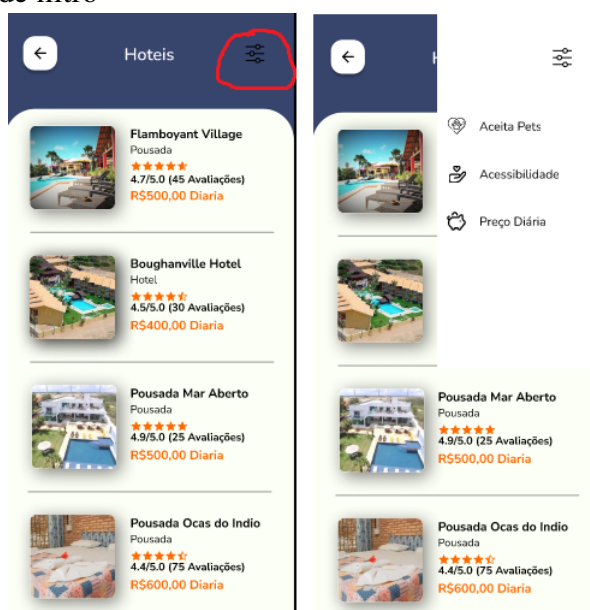 Hoteis
Flamboyant Village
Pousada
4.7/5.0 (45 Avaliações)
R$500,00 Diaria
Boughanville Hotel
Hotel
4.5/5.0 (30 Avaliações)
R$400,00 Diaria
Pousada Mar Aberto
Pousada
4.9/5.0 (25 Avaliações)
R$500,00 Diaria
Pousada Ocas do Indio
Pousada
4.4/5.0 (75 Avaliações)
R$600,00 Diaria
Aceita Pets
Acessibilidade
Preço Diária
Pousada Mar Aberto
Pousada
4.9/5.0 (25 Avaliações)
R$500,00 Diaria
Pousada Ocas do Indio
Pousada
4.4/5.0 (75 Avaliações)
R$600,00 Diaria